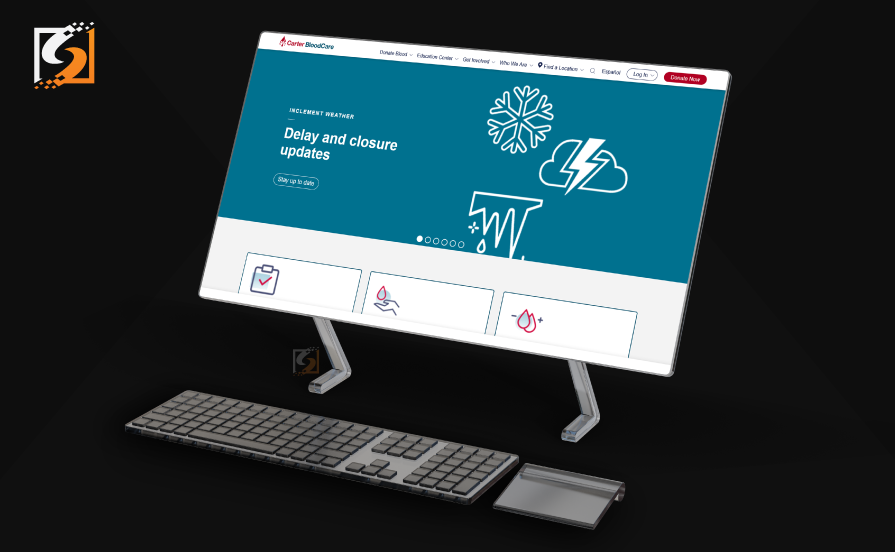 Carter BloodCare
Donate Blood
Education Center
Get Involved
Who We Are
Find a Location
Español
Log In
Donate Now
INCLEMENT WEATHER
Delay and closure
updates
Stay up to date